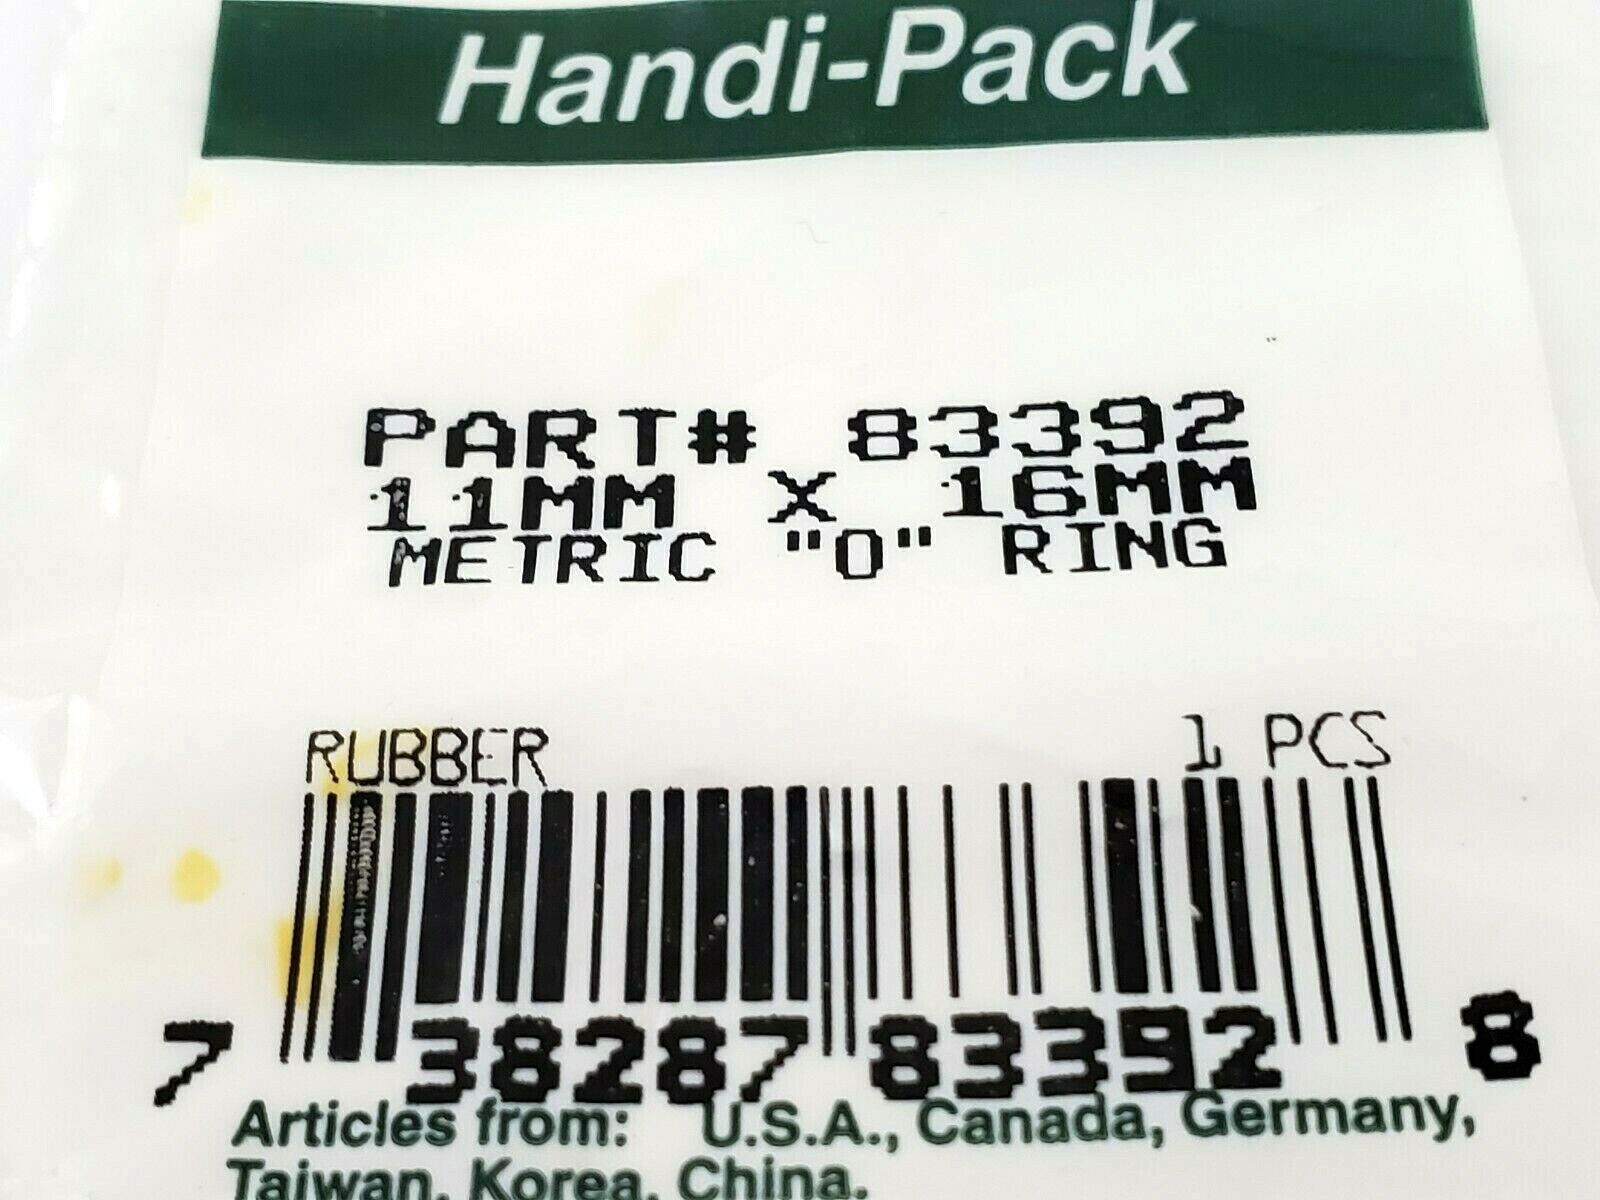 Handi-Pack
PART# 83392
11MM X 16MM
METRIC "O" RING
RUBBER 1 PCS
7 38287 83392 8
Articles from: U.S.A., Canada, Germany,
Taiwan, Korea, China.